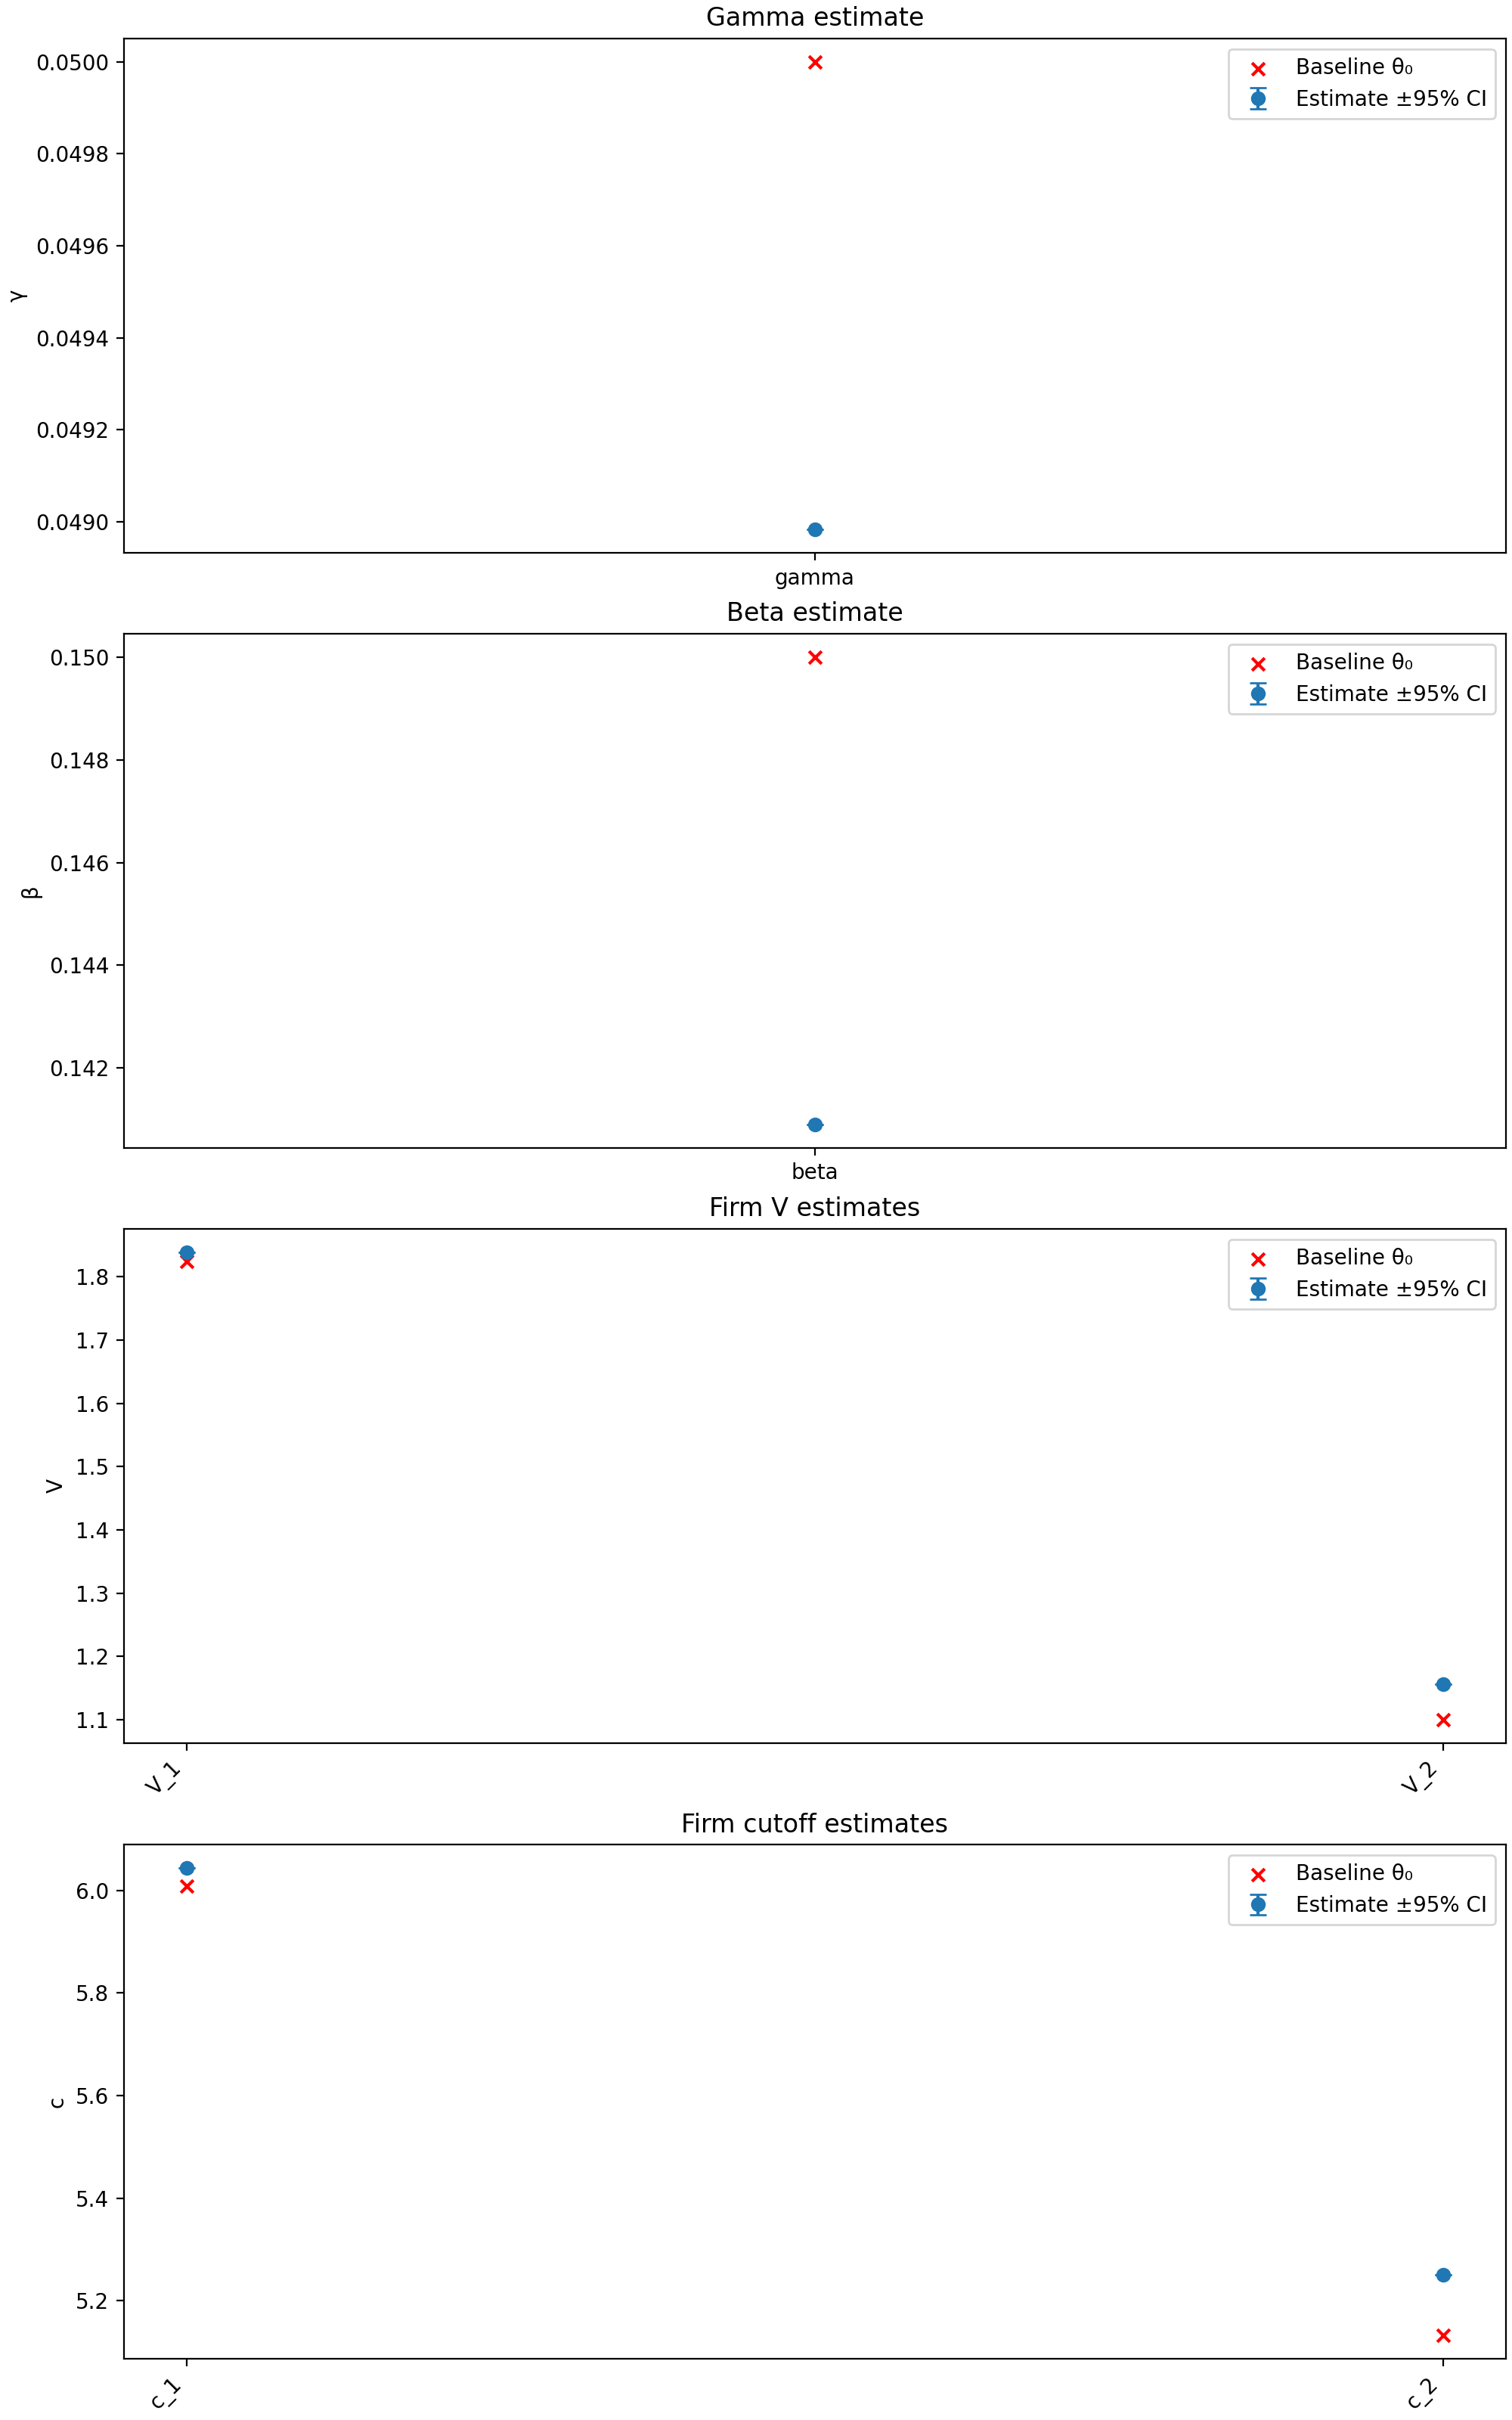 Gamma estimate
0.0500
0.0498
0.0496
0.0494
0.0492
0.0490
γ
gamma
Baseline θ₀
Estimate ±95% CI
Beta estimate
0.150
0.148
0.146
0.144
0.142
β
beta
Baseline θ₀
Estimate ±95% CI
Firm V estimates
1.8
1.7
1.6
1.5
1.4
1.3
1.2
1.1
V
V_1
V_2
Baseline θ₀
Estimate ±95% CI
Firm cutoff estimates
6.0
5.8
5.6
5.4
5.2
c
c_1
c_2
Baseline θ₀
Estimate ±95% CI